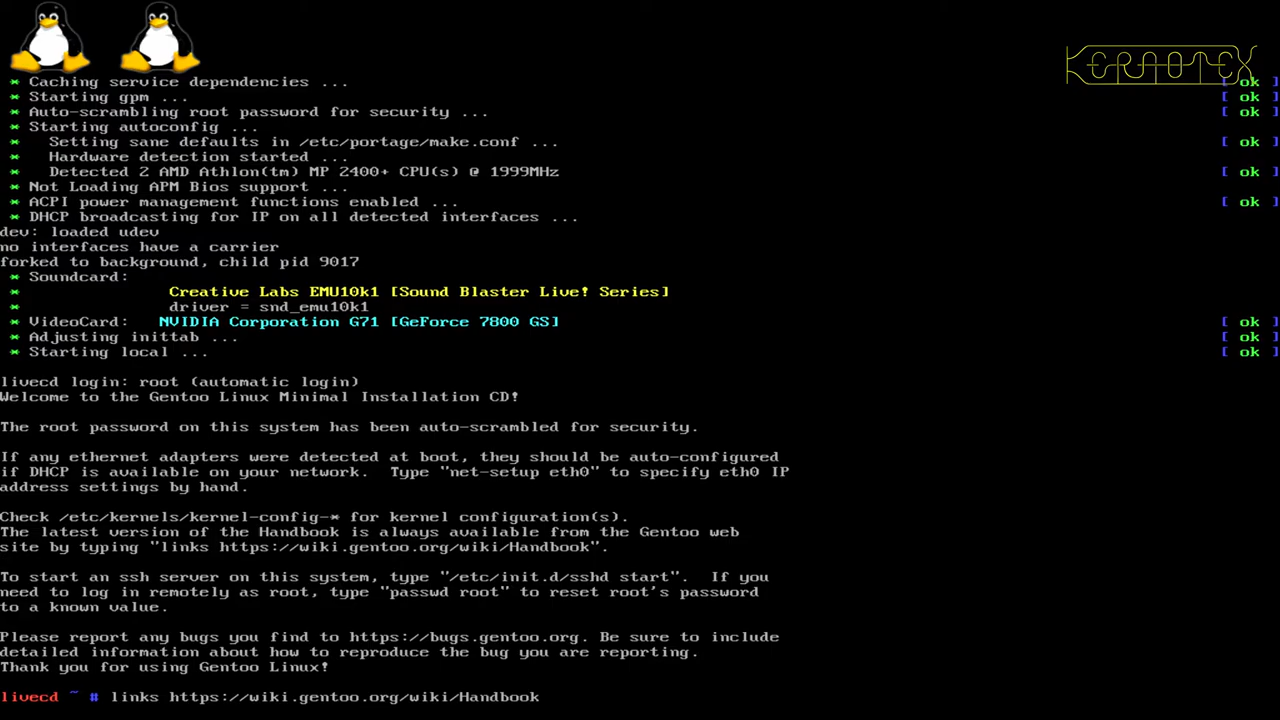 KERAOTEX
* Caching service dependencies ... [ ok ]
* Starting gpm ... [ ok ]
* Auto-scrambling root password for security ... [ ok ]
* Starting autoconfig ...
*   Setting sane defaults in /etc/portage/make.conf ... [ ok ]
*   Hardware detection started ...
*   Detected 2 AMD Athlon(tm) MP 2400+ CPU(s) @ 1999MHz [ ok ]
* Not Loading APM Bios support ...
* ACPI power management functions enabled ... [ ok ]
* DHCP broadcasting for IP on all detected interfaces ...
dev: loaded udev
no interfaces have a carrier
forked to background, child pid 9017
* Soundcard:
* Creative Labs EMU10k1 [Sound Blaster Live! Series]
* driver = snd_emu10k1
* VideoCard: NVIDIA Corporation G71 [GeForce 7800 GS] [ ok ]
* Adjusting inittab ... [ ok ]
* Starting local ... [ ok ]
livecd login: root (automatic login)
Welcome to the Gentoo Linux Minimal Installation CD!
The root password on this system has been auto-scrambled for security.
If any ethernet adapters were detected at boot, they should be auto-configured
if DHCP is available on your network.  Type "net-setup eth0" to specify eth0 IP
address settings by hand.
Check /etc/kernels/kernel-config-* for kernel configuration(s).
The latest version of the Handbook is always available from the Gentoo web
site by typing "links https://wiki.gentoo.org/wiki/Handbook".
To start an ssh server on this system, type "/etc/init.d/sshd start".  If you
need to log in remotely as root, type "passwd root" to reset root's password
to a known value.
Please report any bugs you find to https://bugs.gentoo.org. Be sure to include
detailed information about how to reproduce the bug you are reporting.
Thank you for using Gentoo Linux!
livecd ~ # links https://wiki.gentoo.org/wiki/Handbook